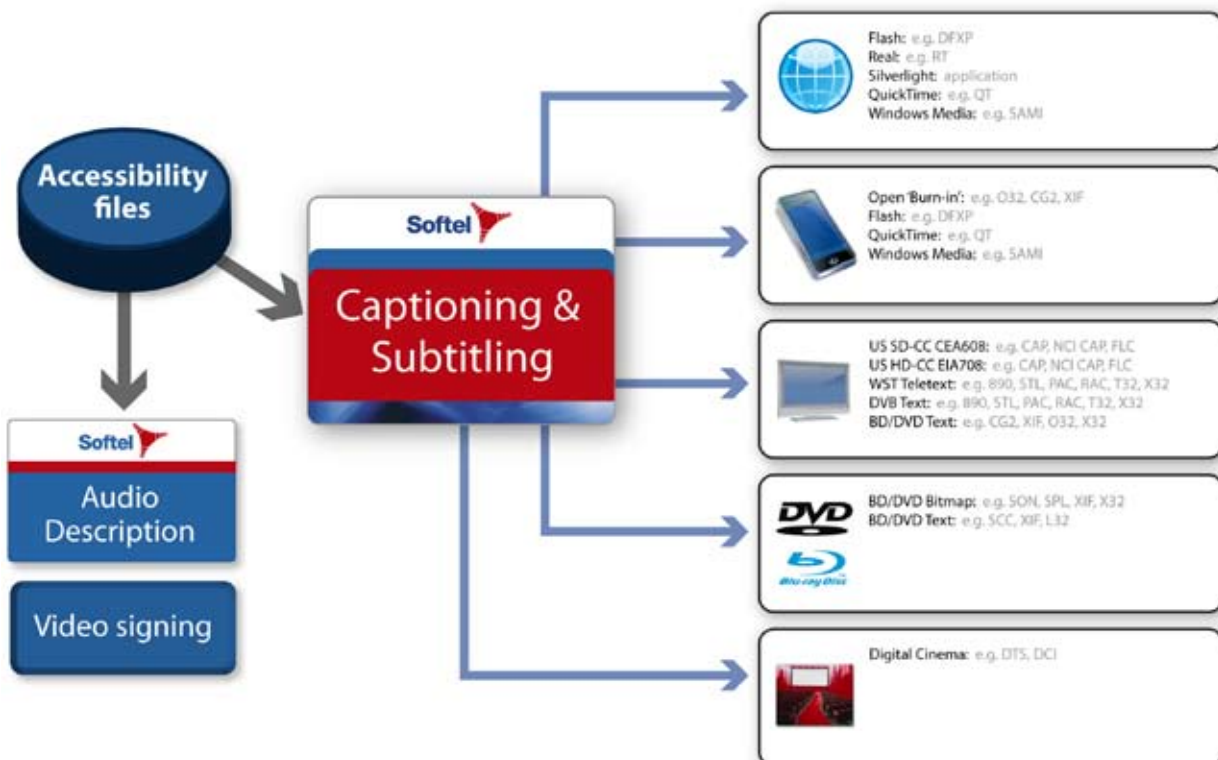 Accessibility
files
Softel
Captioning &
Subtitling
Softel
Audio
Description
Video signing
Flash: e.g. DFXP
Real: e.g. RT
Silverlight: application
QuickTime: e.g. QT
Windows Media: e.g. SAMI
Open 'Burn-in': e.g. O32, CG2, XIF
Flash: e.g. DFXP
QuickTime: e.g. QT
Windows Media: e.g. SAMI
US SD-CC CEA608: e.g. CAP, NCI CAP, FLC
US HD-CC EIA708: e.g. CAP, NCI CAP, FLC
WST Teletext: e.g. 890, STL, PAC, RAC, T32, X32
DVB Text: e.g. 890, STL, PAC, RAC, T32, X32
BD/DVD Text: e.g. CG2, XIF, O32, X32
DVD
Blu-ray Disc
BD/DVD Bitmap: e.g. SON, SPL, XIF, X32
BD/DVD Text: e.g. SCC, XIF, L32
Digital Cinema: e.g. DTS, DCI